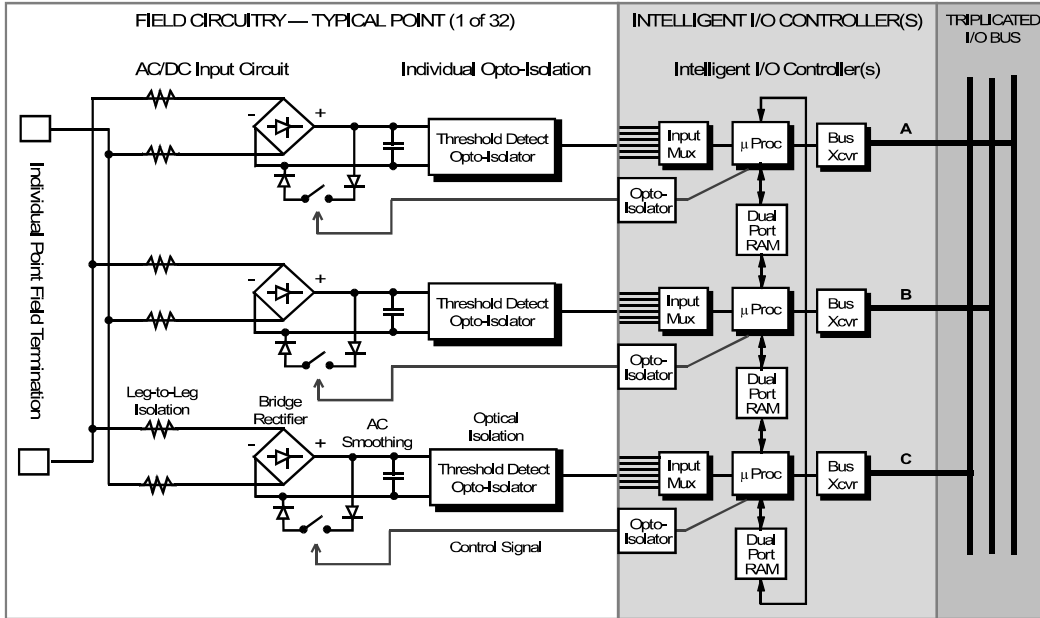 FIELD CIRCUITRY — TYPICAL POINT (1 of 32)
INTELLIGENT I/O CONTROLLER(S)
TRIPLICATED
I/O BUS
AC/DC Input Circuit
Individual Opto-Isolation
Intelligent I/O Controller(s)
Individual Point Field Termination
-
+
Threshold Detect
Opto-Isolator
Input
Mux
µ Proc
Bus
Xcvr
A
Opto-
Isolator
Dual
Port
RAM
-
+
Threshold Detect
Opto-Isolator
Input
Mux
µ Proc
Bus
Xcvr
B
Opto-
Isolator
Dual
Port
RAM
Leg-to-Leg
Isolation
Bridge
Rectifier
AC
Smoothing
Optical
Isolation
-
+
Threshold Detect
Opto-Isolator
Input
Mux
µ Proc
Bus
Xcvr
C
Opto-
Isolator
Control Signal
Dual
Port
RAM